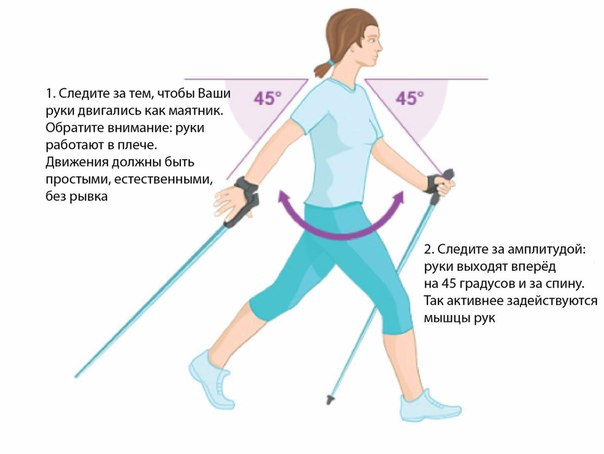 45°
45°
1. Следите за тем, чтобы Ваши
руки двигались как маятник.
Обратите внимание: руки
работают в плече.
Движения должны быть
простыми, естественными,
без рывка
2. Следите за амплитудой:
руки выходят вперёд
на 45 градусов и за спину.
Так активнее задействуются
мышцы рук